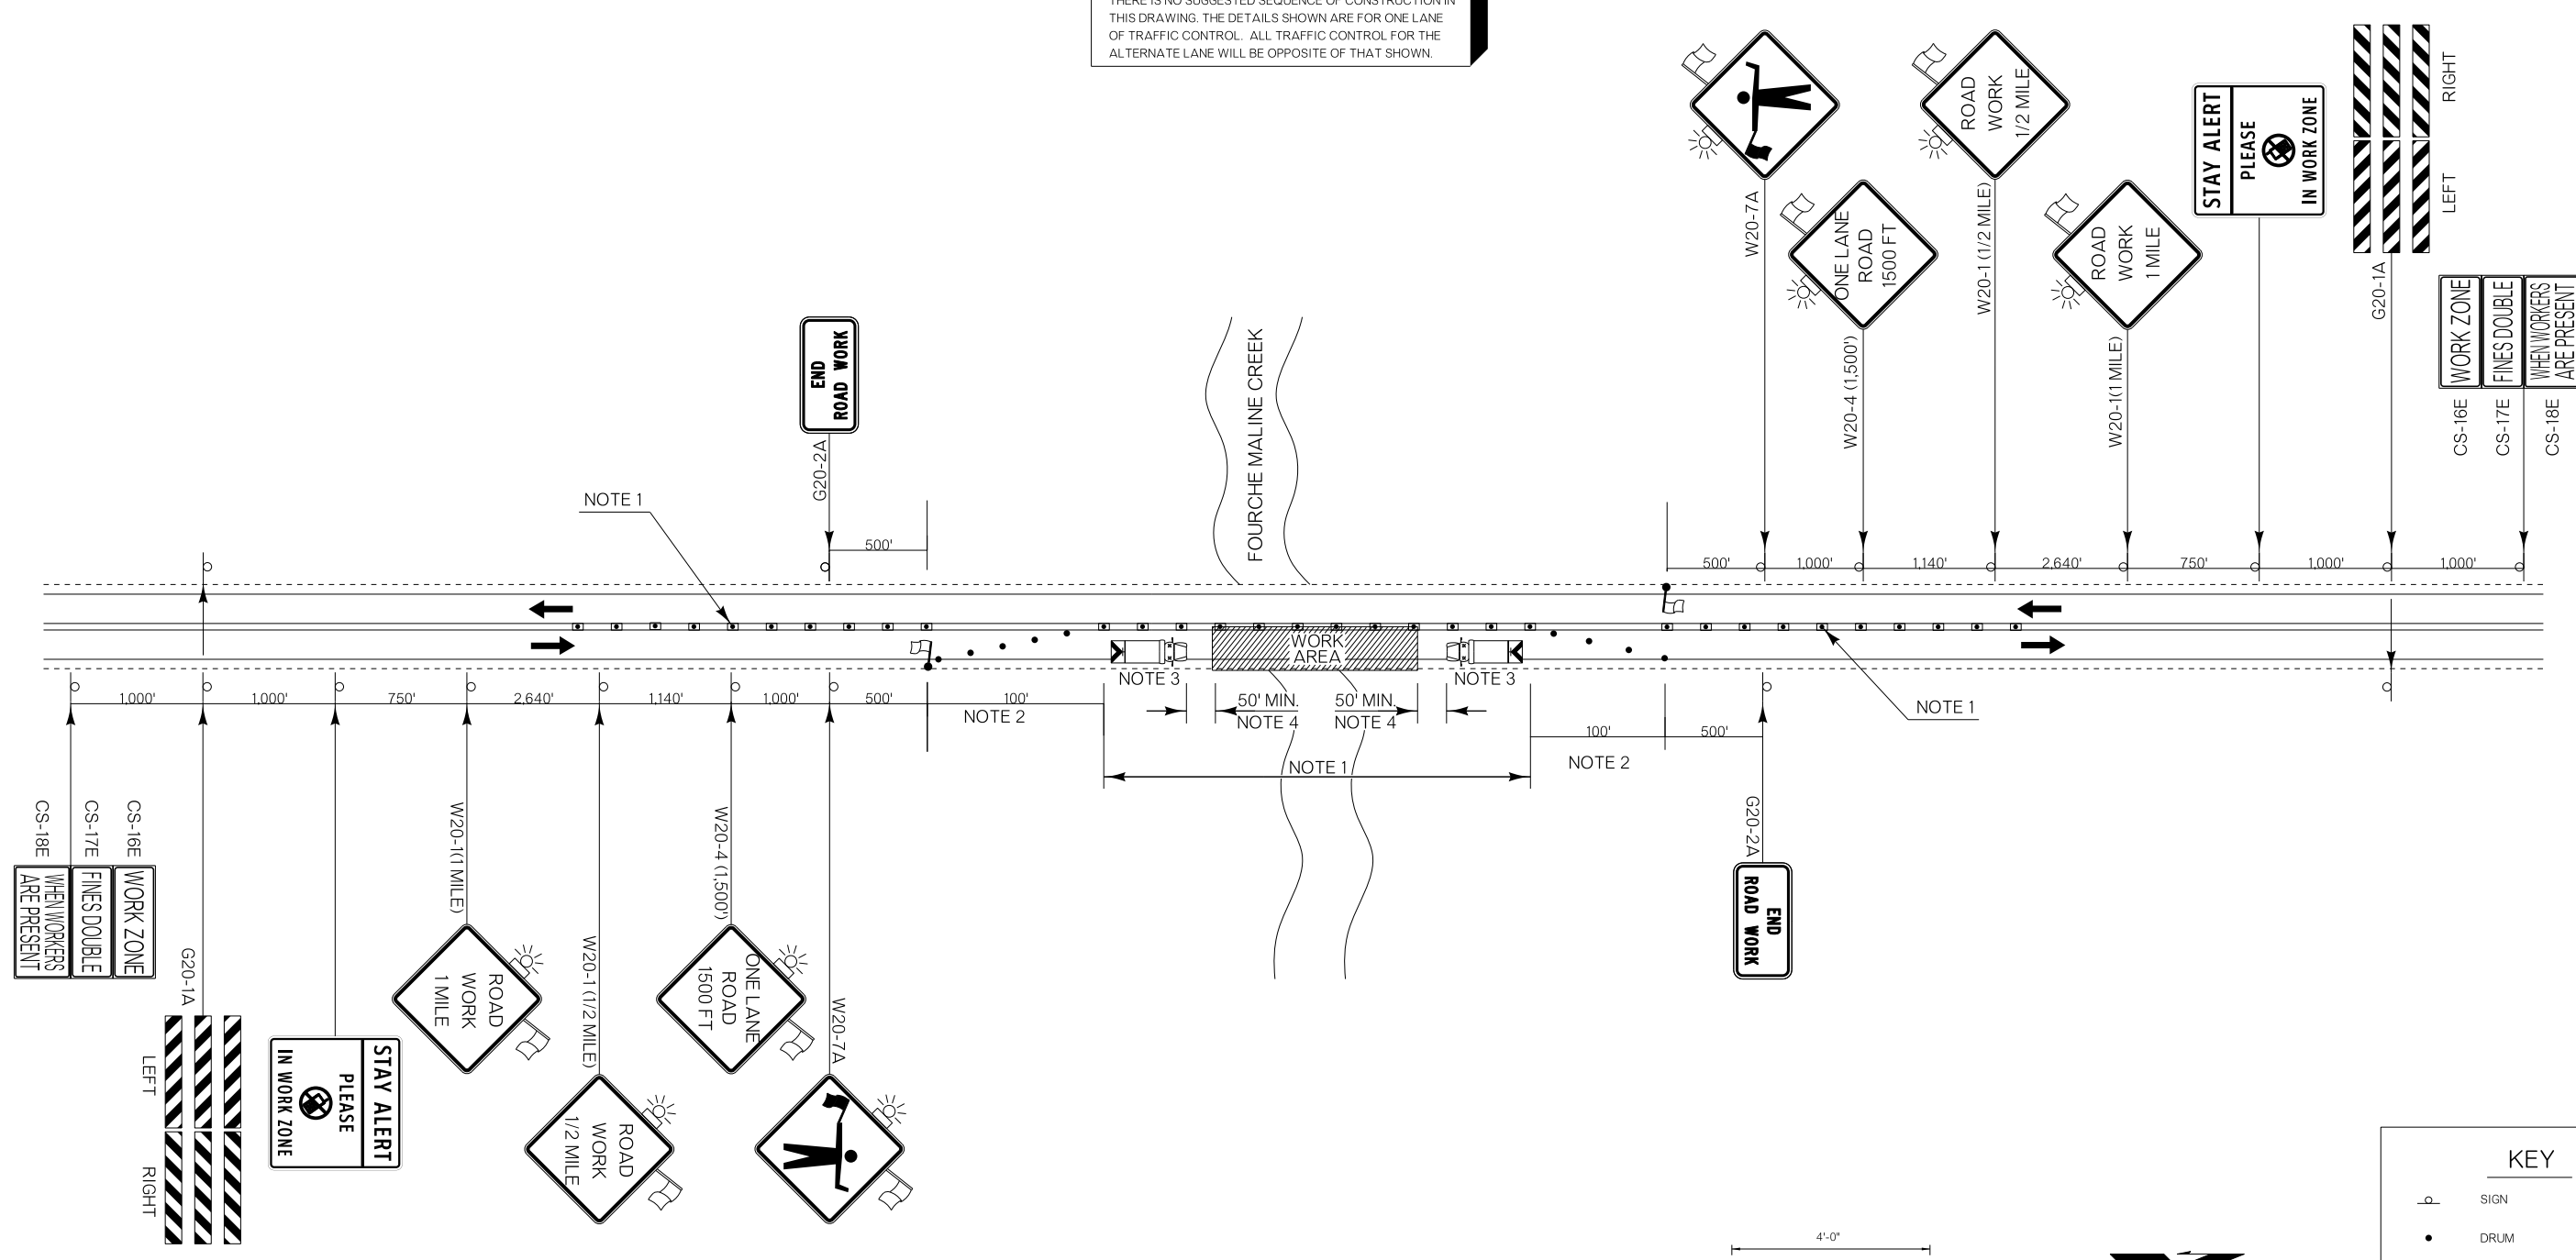 THERE IS NO SUGGESTED SEQUENCE OF CONSTRUCTION IN
THIS DRAWING. THE DETAILS SHOWN ARE FOR ONE LANE
OF TRAFFIC CONTROL. ALL TRAFFIC CONTROL FOR THE
ALTERNATE LANE WILL BE OPPOSITE OF THAT SHOWN.
W20-7A
ONE LANE
ROAD
1500 FT
W20-4 (1,500')
ROAD
WORK
1/2 MILE
W20-1 (1/2 MILE)
ROAD
WORK
1 MILE
W20-1(1 MILE)
STAY ALERT
PLEASE
IN WORK ZONE
RIGHT
LEFT
G20-1A
WORK ZONE
FINES DOUBLE
WHEN WORKERS
ARE PRESENT
CS-16E
CS-17E
CS-18E
END
ROAD WORK
G20-2A
FOURCHE MALINE CREEK
NOTE 1
500'
500'
1,000'
1,140'
2,640'
750'
1,000'
1,000'
WORK
AREA
NOTE 3
NOTE 3
1,000'
1,000'
750'
2,640'
1,140'
1,000'
500'
100'
NOTE 2
50' MIN.
NOTE 4
50' MIN.
NOTE 4
NOTE 1
NOTE 1
100'
500'
NOTE 2
G20-2A
END
ROAD WORK
CS-18E
CS-17E
CS-16E
WORK ZONE
FINES DOUBLE
WHEN WORKERS
ARE PRESENT
G20-1A
LEFT
RIGHT
STAY ALERT
PLEASE
IN WORK ZONE
W20-1(1 MILE)
ROAD
WORK
1 MILE
W20-1 (1/2 MILE)
ROAD
WORK
1/2 MILE
W20-4 (1,500')
ONE LANE
ROAD
1500 FT
W20-7A
4'-0"
KEY
SIGN
DRUM